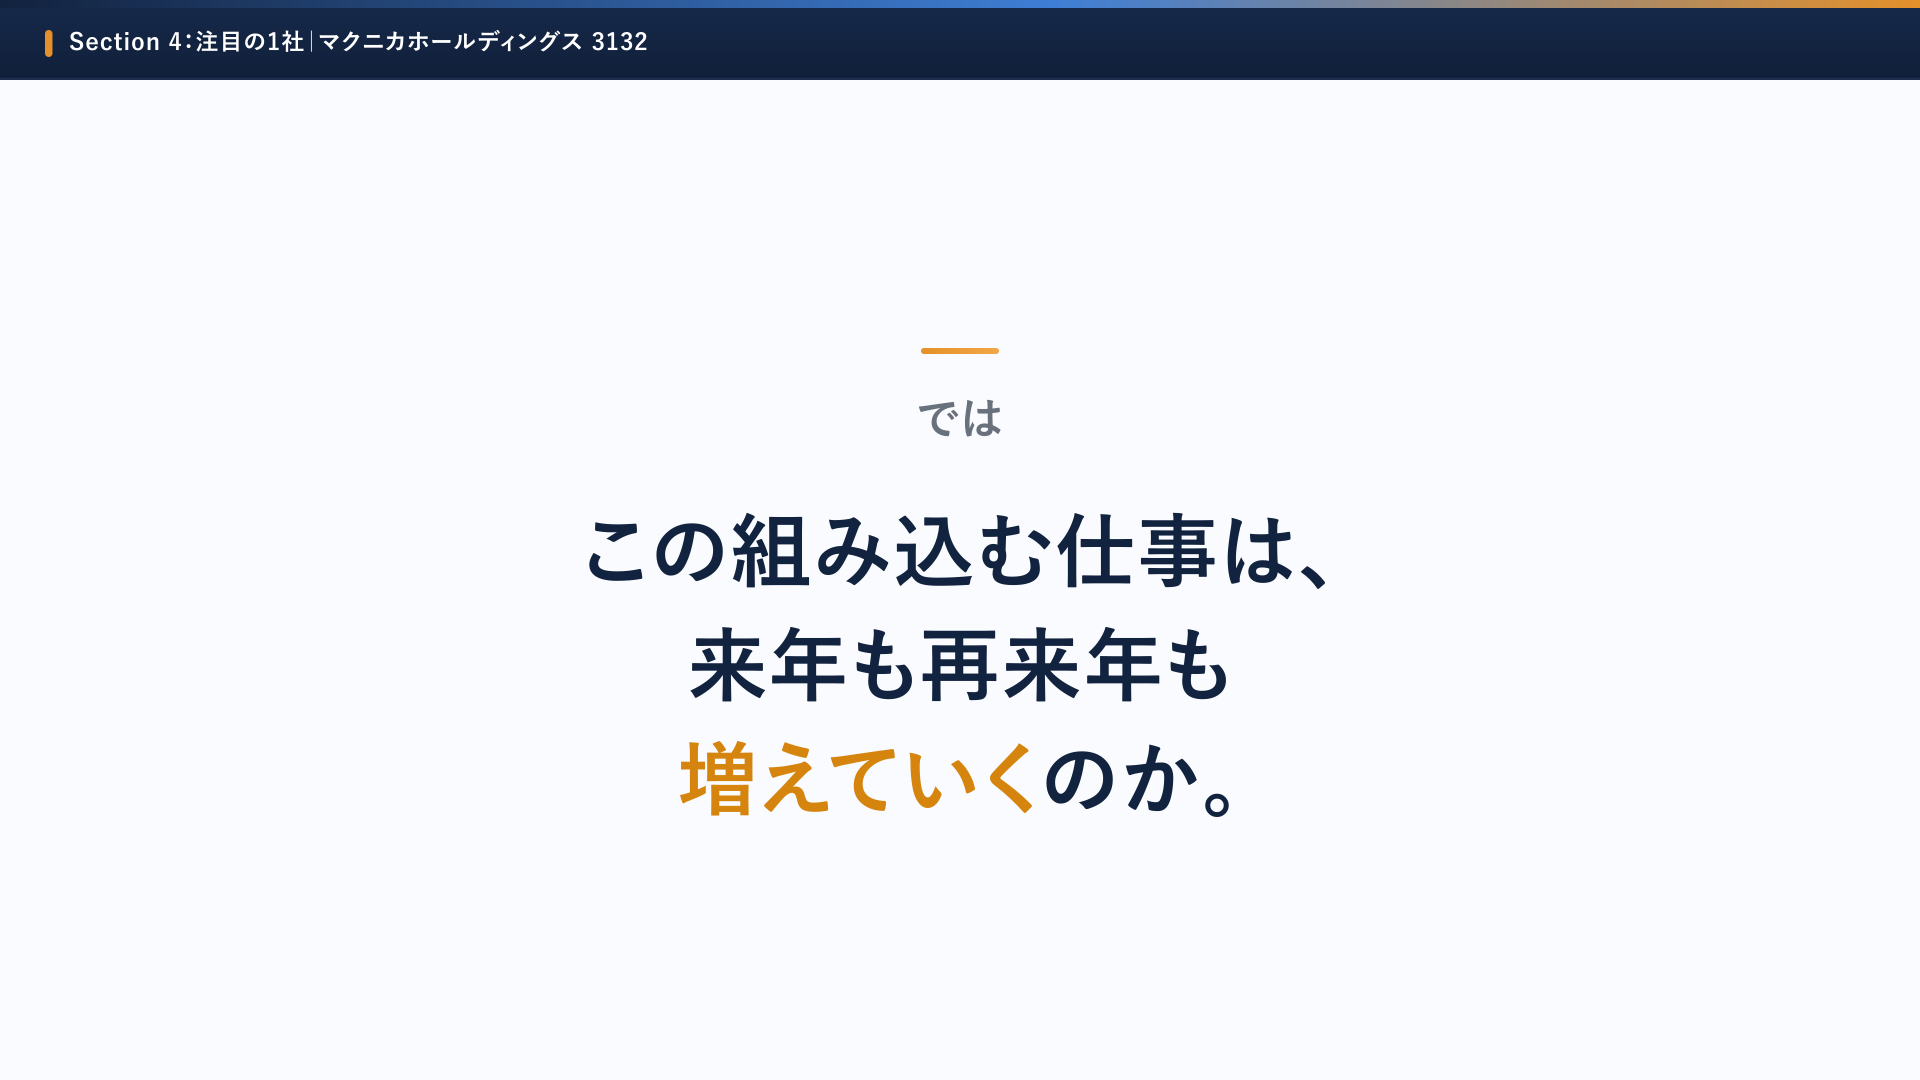 Section 4：注目の1社｜マクニカホールディングス 3132
では
この組み込む仕事は、
来年も再来年も
増えていくのか。